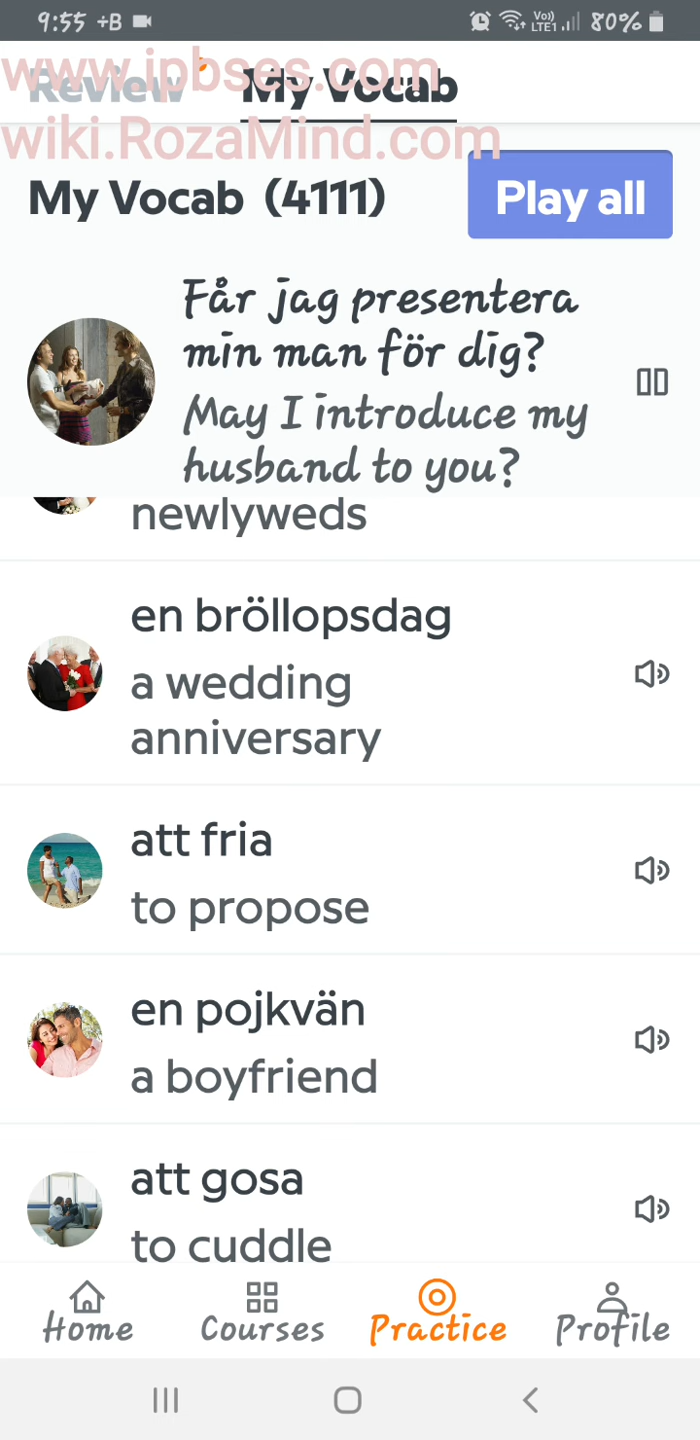 9:55 +B
Vo)) LTE1 80%
www.ipbses.com
Review My Vocab
wiki.RozaMind.com
My Vocab (4111) Play all
Får jag presentera
min man för dig?
May I introduce my
husband to you?
newlyweds
en bröllopsdag
a wedding
anniversary
att fria
to propose
en pojkvän
a boyfriend
att gosa
to cuddle
Home Courses Practice Profile